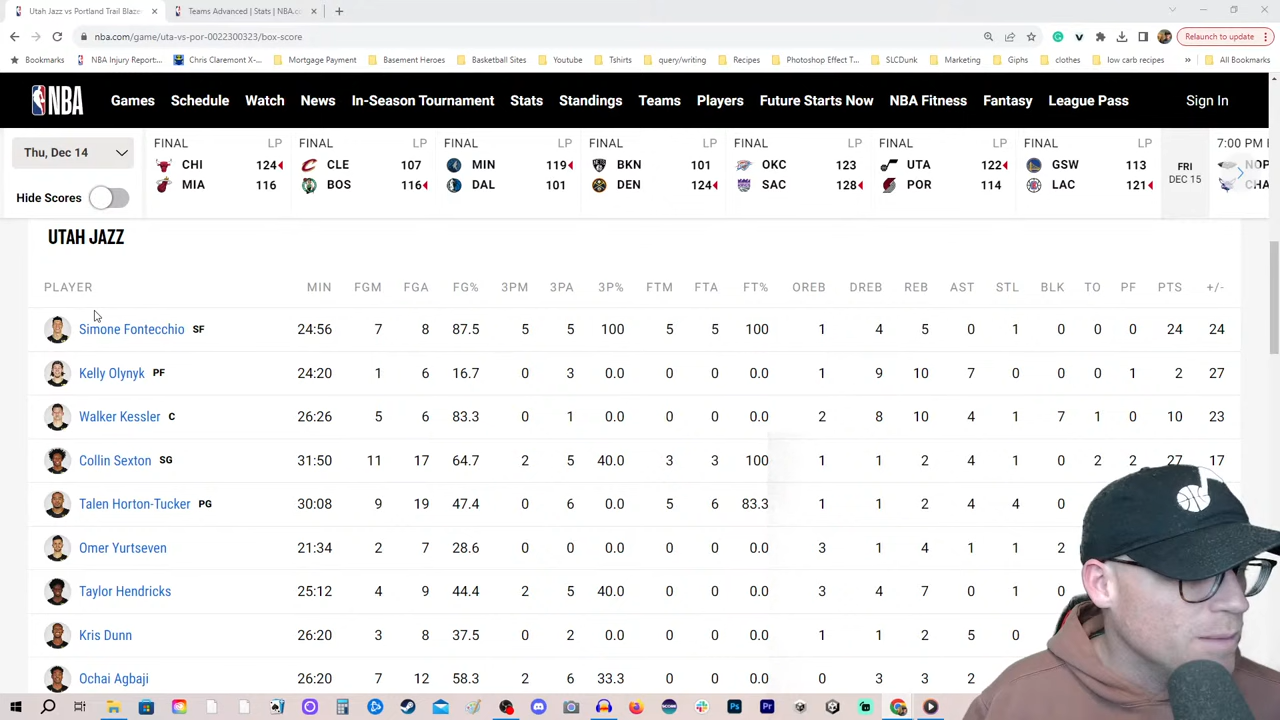 Utah Jazz vs Portland Trail Blaze
Teams Advanced | Stats | NBA.c
nba.com/game/uta-vs-por-0022300323/box-score
Relaunch to update
Bookmarks
NBA Injury Report:...
Chris Claremont X-...
Mortgage Payment
Basement Heroes
Basketball Sites
Youtube
Tshirts
query/writing
Recipes
Photoshop Effect T...
SLCDunk
Marketing
Giphs
clothes
low carb recipes
»
All Bookmarks
NBA
Games
Schedule
Watch
News
In-Season Tournament
Stats
Standings
Teams
Players
Future Starts Now
NBA Fitness
Fantasy
League Pass
Sign In
Thu, Dec 14
Hide Scores
FINAL LP
CHI 124
MIA 116
FINAL LP
CLE 107
BOS 116
FINAL LP
MIN 119
DAL 101
FINAL LP
BKN 101
DEN 124
FINAL LP
OKC 123
SAC 128
FINAL LP
UTA 122
POR 114
FINAL LP
GSW 113
LAC 121
FRI
DEC 15
7:00 PM
NOP
CHA
UTAH JAZZ
PLAYER MIN FGM FGA FG% 3PM 3PA 3P% FTM FTA FT% OREB DREB REB AST STL BLK TO PF PTS +/-
Simone Fontecchio SF 24:56 7 8 87.5 5 5 100 5 5 100 1 4 5 0 1 0 0 0 24 24
Kelly Olynyk PF 24:20 1 6 16.7 0 3 0.0 0 0 0.0 1 9 10 7 0 0 0 1 2 27
Walker Kessler C 26:26 5 6 83.3 0 1 0.0 0 0 0.0 2 8 10 4 1 7 1 0 10 23
Collin Sexton SG 31:50 11 17 64.7 2 5 40.0 3 3 100 1 1 2 4 1 0 2 2 27 17
Talen Horton-Tucker PG 30:08 9 19 47.4 0 6 0.0 5 6 83.3 1 1 2 4 4 0
Omer Yurtseven 21:34 2 7 28.6 0 0 0.0 0 0 0.0 3 1 4 1 1 2
Taylor Hendricks 25:12 4 9 44.4 2 5 40.0 0 0 0.0 3 4 7 0 1 0
Kris Dunn 26:20 3 8 37.5 0 2 0.0 0 0 0.0 1 1 2 5 0
Ochai Agbaji 26:20 7 12 58.3 2 6 33.3 0 0 0.0 0 3 3 2